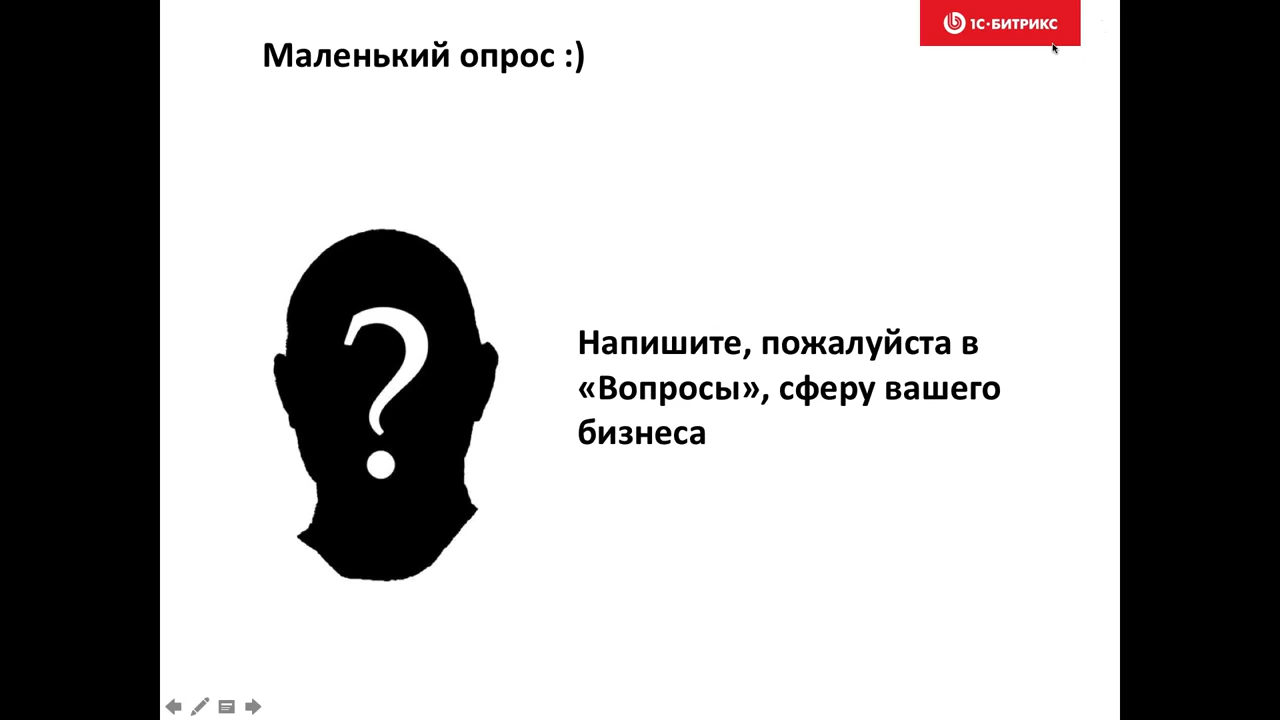 1С·БИТРИКС
Маленький опрос :)
?
Напишите, пожалуйста в
«Вопросы», сферу вашего
бизнеса